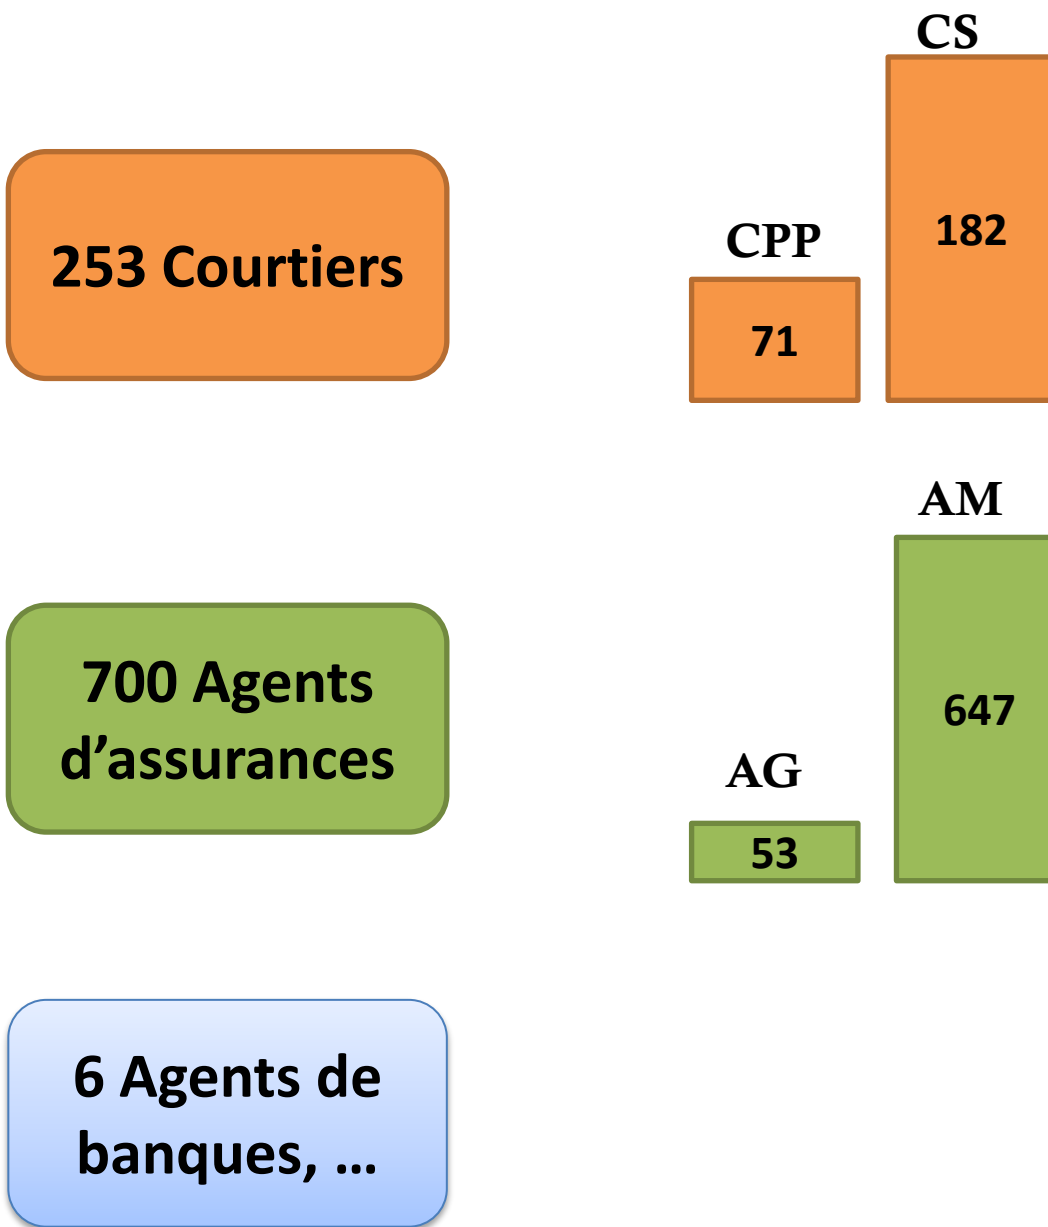 CS
253 Courtiers
182
CPP
71
AM
700 Agents
d’assurances
647
AG
53
6 Agents de
banques, ...